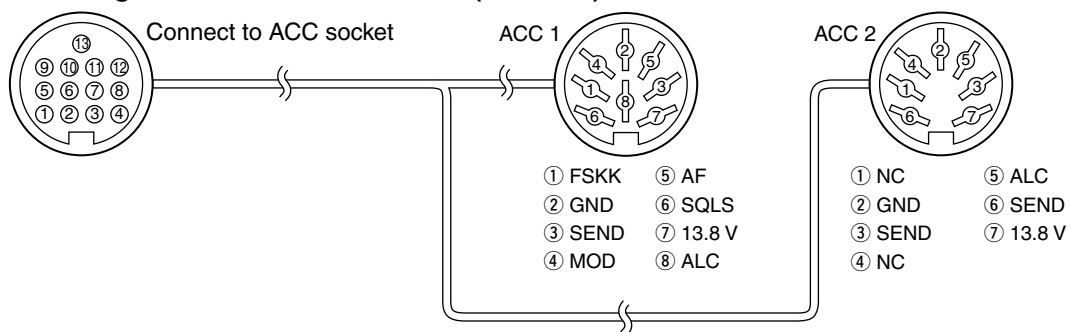 Connect to ACC socket
ACC 1
ACC 2
⑬
⑨ ⑩ ⑪ ⑫
⑤ ⑥ ⑦ ⑧
① ② ③ ④
②
④ ⑤
① ③
⑧
⑥ ⑦
②
④ ⑤
① ③
⑥ ⑦
① FSKK ⑤ AF
② GND ⑥ SQLS
③ SEND ⑦ 13.8 V
④ MOD ⑧ ALC
① NC ⑤ ALC
② GND ⑥ SEND
③ SEND ⑦ 13.8 V
④ NC